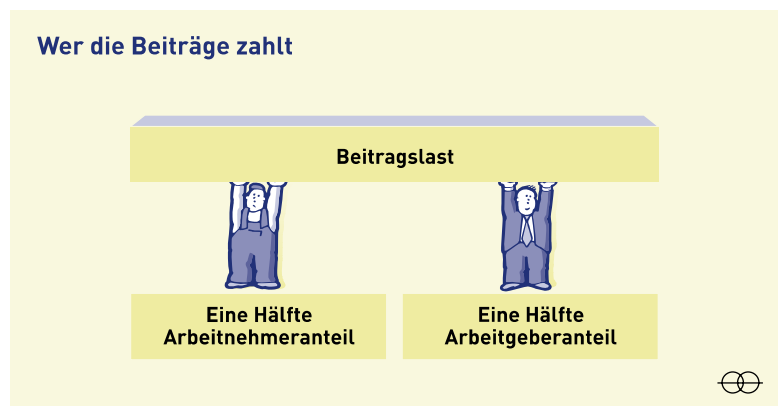 Wer die Beiträge zahlt
Beitragslast
Eine Hälfte
Arbeitnehmeranteil
Eine Hälfte
Arbeitgeberanteil